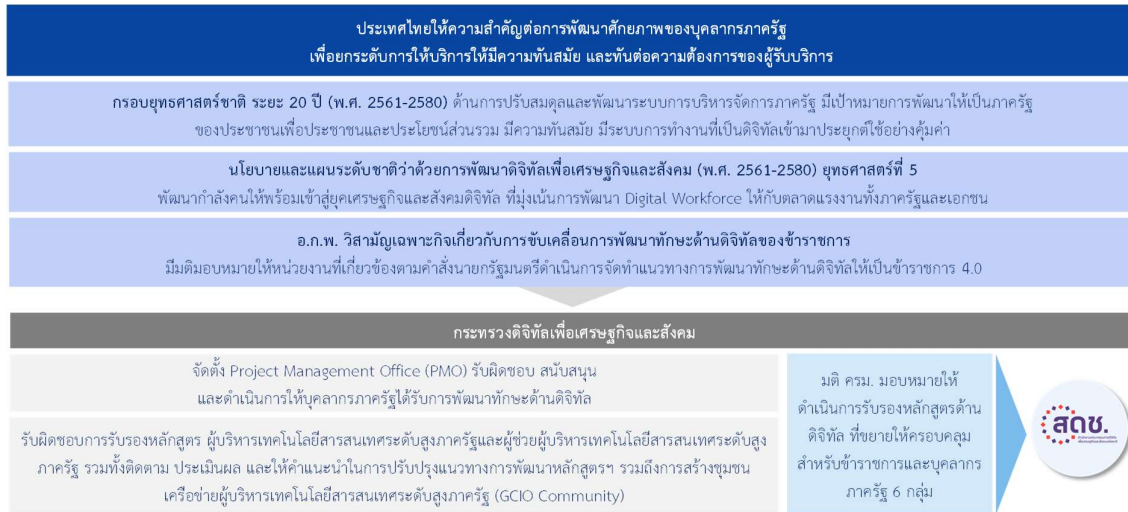 ประเทศไทยให้ความสำคัญต่อการพัฒนาศักยภาพของบุคลากรภาครัฐ
เพื่อยกระดับการให้บริการให้มีความทันสมัย และทันต่อความต้องการของผู้รับบริการ
กรอบยุทธศาสตร์ชาติ ระยะ 20 ปี (พ.ศ. 2561-2580) ด้านการปรับสมดุลและพัฒนาระบบการบริหารจัดการภาครัฐ มีเป้าหมายการพัฒนาให้เป็นภาครัฐ
ของประชาชนเพื่อประชาชนและประโยชน์ส่วนรวม มีความทันสมัย มีระบบการทำงานที่เป็นดิจิทัลเข้ามาประยุกต์ใช้อย่างคุ้มค่า
นโยบายและแผนระดับชาติว่าด้วยการพัฒนาดิจิทัลเพื่อเศรษฐกิจและสังคม (พ.ศ. 2561-2580) ยุทธศาสตร์ที่ 5
พัฒนากำลังคนให้พร้อมเข้าสู่ยุคเศรษฐกิจและสังคมดิจิทัล ที่มุ่งเน้นการพัฒนา Digital Workforce ให้กับตลาดแรงงานทั้งภาครัฐและเอกชน
อ.ก.พ. วิสามัญเฉพาะกิจเกี่ยวกับการขับเคลื่อนการพัฒนาทักษะด้านดิจิทัลของข้าราชการ
มีมติมอบหมายให้หน่วยงานที่เกี่ยวข้องตามคำสั่งนายกรัฐมนตรีดำเนินการจัดทำแนวทางการพัฒนาทักษะด้านดิจิทัลให้เป็นข้าราชการ 4.0
กระทรวงดิจิทัลเพื่อเศรษฐกิจและสังคม
จัดตั้ง Project Management Office (PMO) รับผิดชอบ สนับสนุน
และดำเนินการให้บุคลากรภาครัฐได้รับการพัฒนาทักษะด้านดิจิทัล
รับผิดชอบการรับรองหลักสูตร ผู้บริหารเทคโนโลยีสารสนเทศระดับสูงภาครัฐและผู้ช่วยผู้บริหารเทคโนโลยีสารสนเทศระดับสูง
ภาครัฐ รวมทั้งติดตาม ประเมินผล และให้คำแนะนำในการปรับปรุงแนวทางการพัฒนาหลักสูตรฯ รวมถึงการสร้างชุมชน
เครือข่ายผู้บริหารเทคโนโลยีสารสนเทศระดับสูงภาครัฐ (GCIO Community)
มติ ครม. มอบหมายให้
ดำเนินการรับรองหลักสูตรด้าน
ดิจิทัล ที่ขยายให้ครอบคลุม
สำหรับข้าราชการและบุคลากร
ภาครัฐ 6 กลุ่ม
สดช.